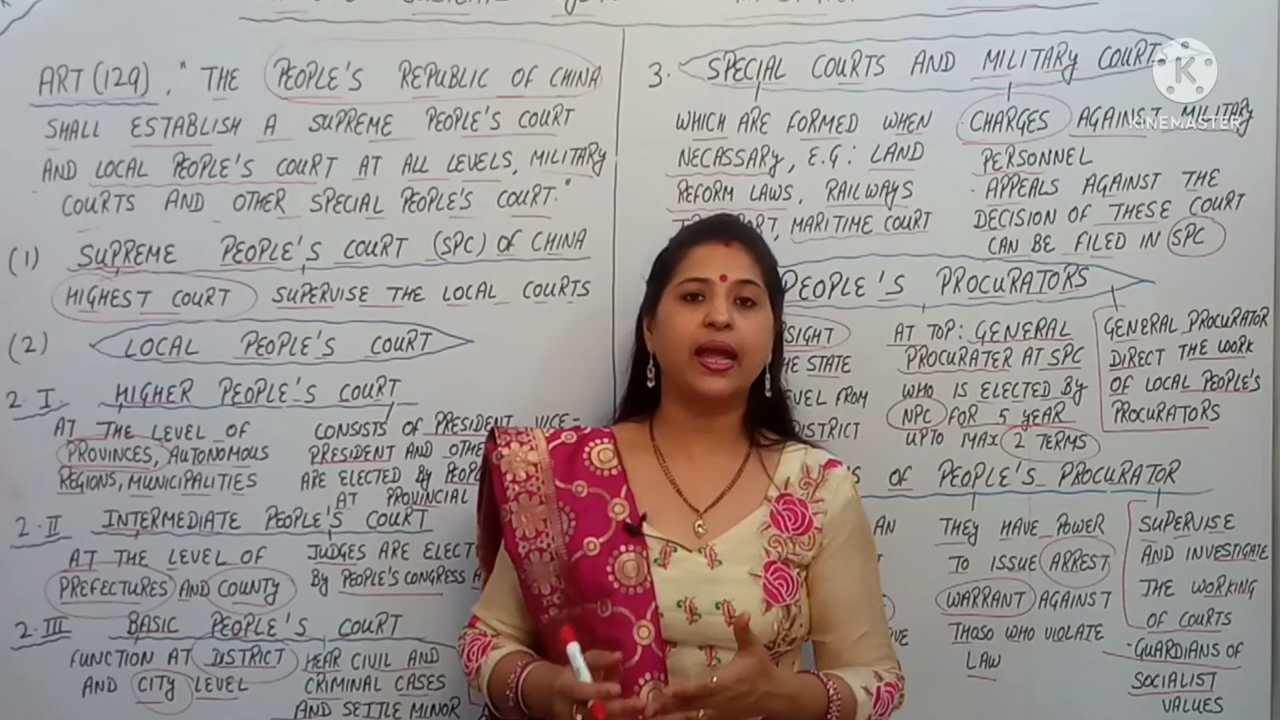 ART (129), "THE PEOPLE'S REPUBLIC OF CHINA
SHALL ESTABLISH A SUPREME PEOPLE'S COURT
AND LOCAL PEOPLE'S COURT AT ALL LEVELS, MILITARY
COURTS AND OTHER SPECIAL PEOPLE'S COURT."
(1) SUPREME PEOPLE'S COURT (SPC) OF CHINA
HIGHEST COURT SUPERVISE THE LOCAL COURTS
(2) LOCAL PEOPLE'S COURT
2.I. HIGHER PEOPLE'S COURT
AT THE LEVEL OF
PROVINCES, AUTONOMOUS
REGIONS, MUNICIPALITIES
CONSISTS OF PRESIDENT, VICE-
PRESIDENT AND
ARE ELECTED BY
AT PROVINCIAL
2.II INTERMEDIATE PEOPLE'S COURT
AT THE LEVEL OF
PREFECTURES AND COUNTY
JUDGES ARE
BY PEOPLE'S CONGRESS
2.III BASIC PEOPLE'S COURT
FUNCTION AT DISTRICT
AND CITY LEVEL
HEAR CIVIL AND
CRIMINAL CASES
AND SETTLE MINOR
3. SPECIAL COURTS AND MILITARY COURTS
WHICH ARE FORMED WHEN
NECASSARY, E.G: LAND
REFORM LAWS, RAILWAYS
MARITIME COURT
CHARGES AGAINST MILITARY
PERSONNEL
. APPEALS AGAINST THE
DECISION OF THESE COURT
CAN BE FILED IN SPC
KINEMASTER
PEOPLE'S PROCURATORS
SIGHT
STATE
FROM
DISTRICT
AT TOP: GENERAL
PROCURATER AT SPC
WHO IS ELECTED BY
NPC FOR 5 YEAR
UPTO MAX 2 TERMS
GENERAL PROCURATOR
DIRECT THE WORK
OF LOCAL PEOPLE'S
PROCURATORS
OF PEOPLE'S PROCURATOR
AN
THEY HAVE POWER
TO ISSUE ARREST
WARRANT AGAINST
THOSO WHO VIOLATE
LAW
SUPERVISE
AND INVESTIGATE
THE WORKING
OF COURTS
-GUARDIANS OF
SOCIALIST
VALUES